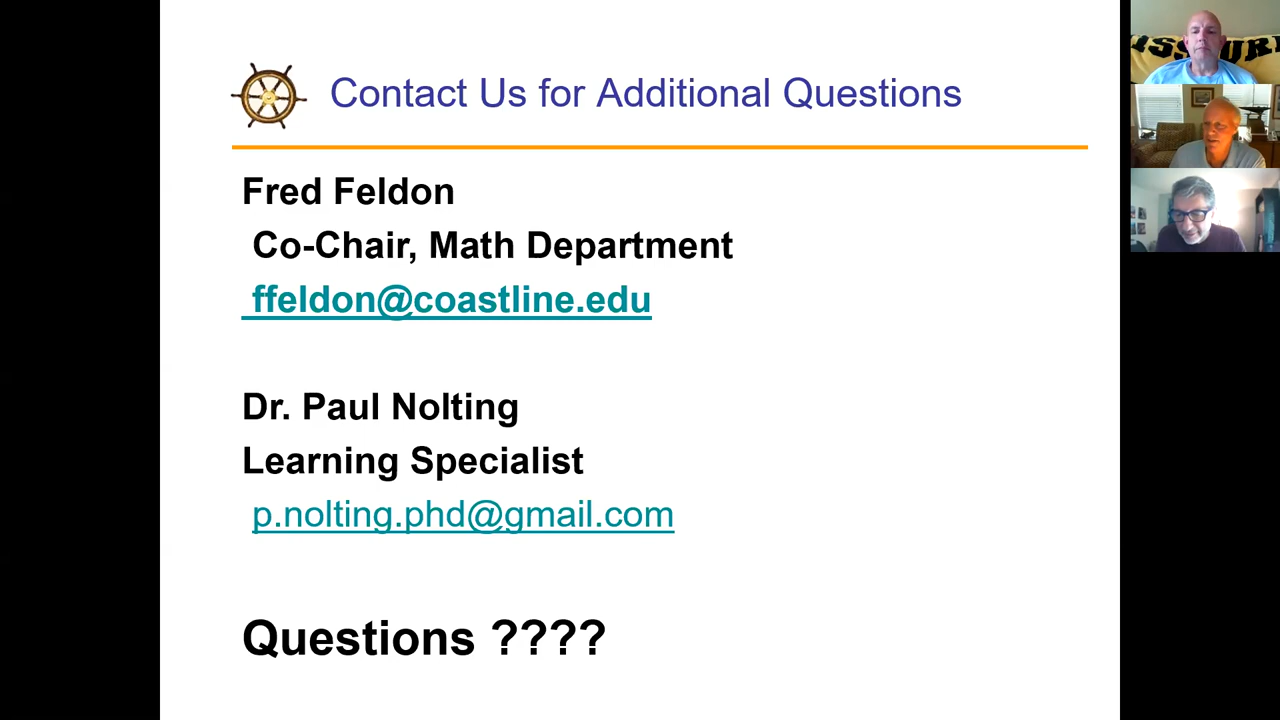 Contact Us for Additional Questions
Fred Feldon
Co-Chair, Math Department
ffeldon@coastline.edu
Dr. Paul Nolting
Learning Specialist
p.nolting.phd@gmail.com
Questions ????